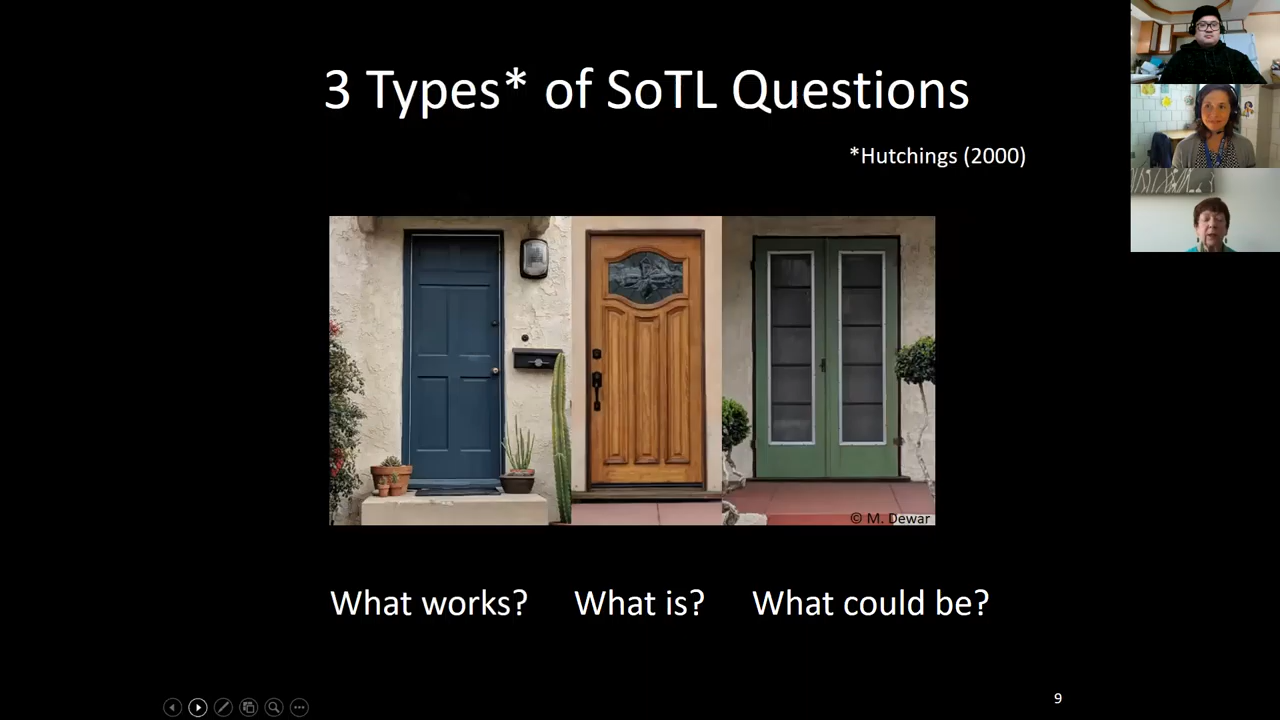 3 Types* of SoTL Questions
*Hutchings (2000)
© M. Dewar
What works? What is? What could be?
9